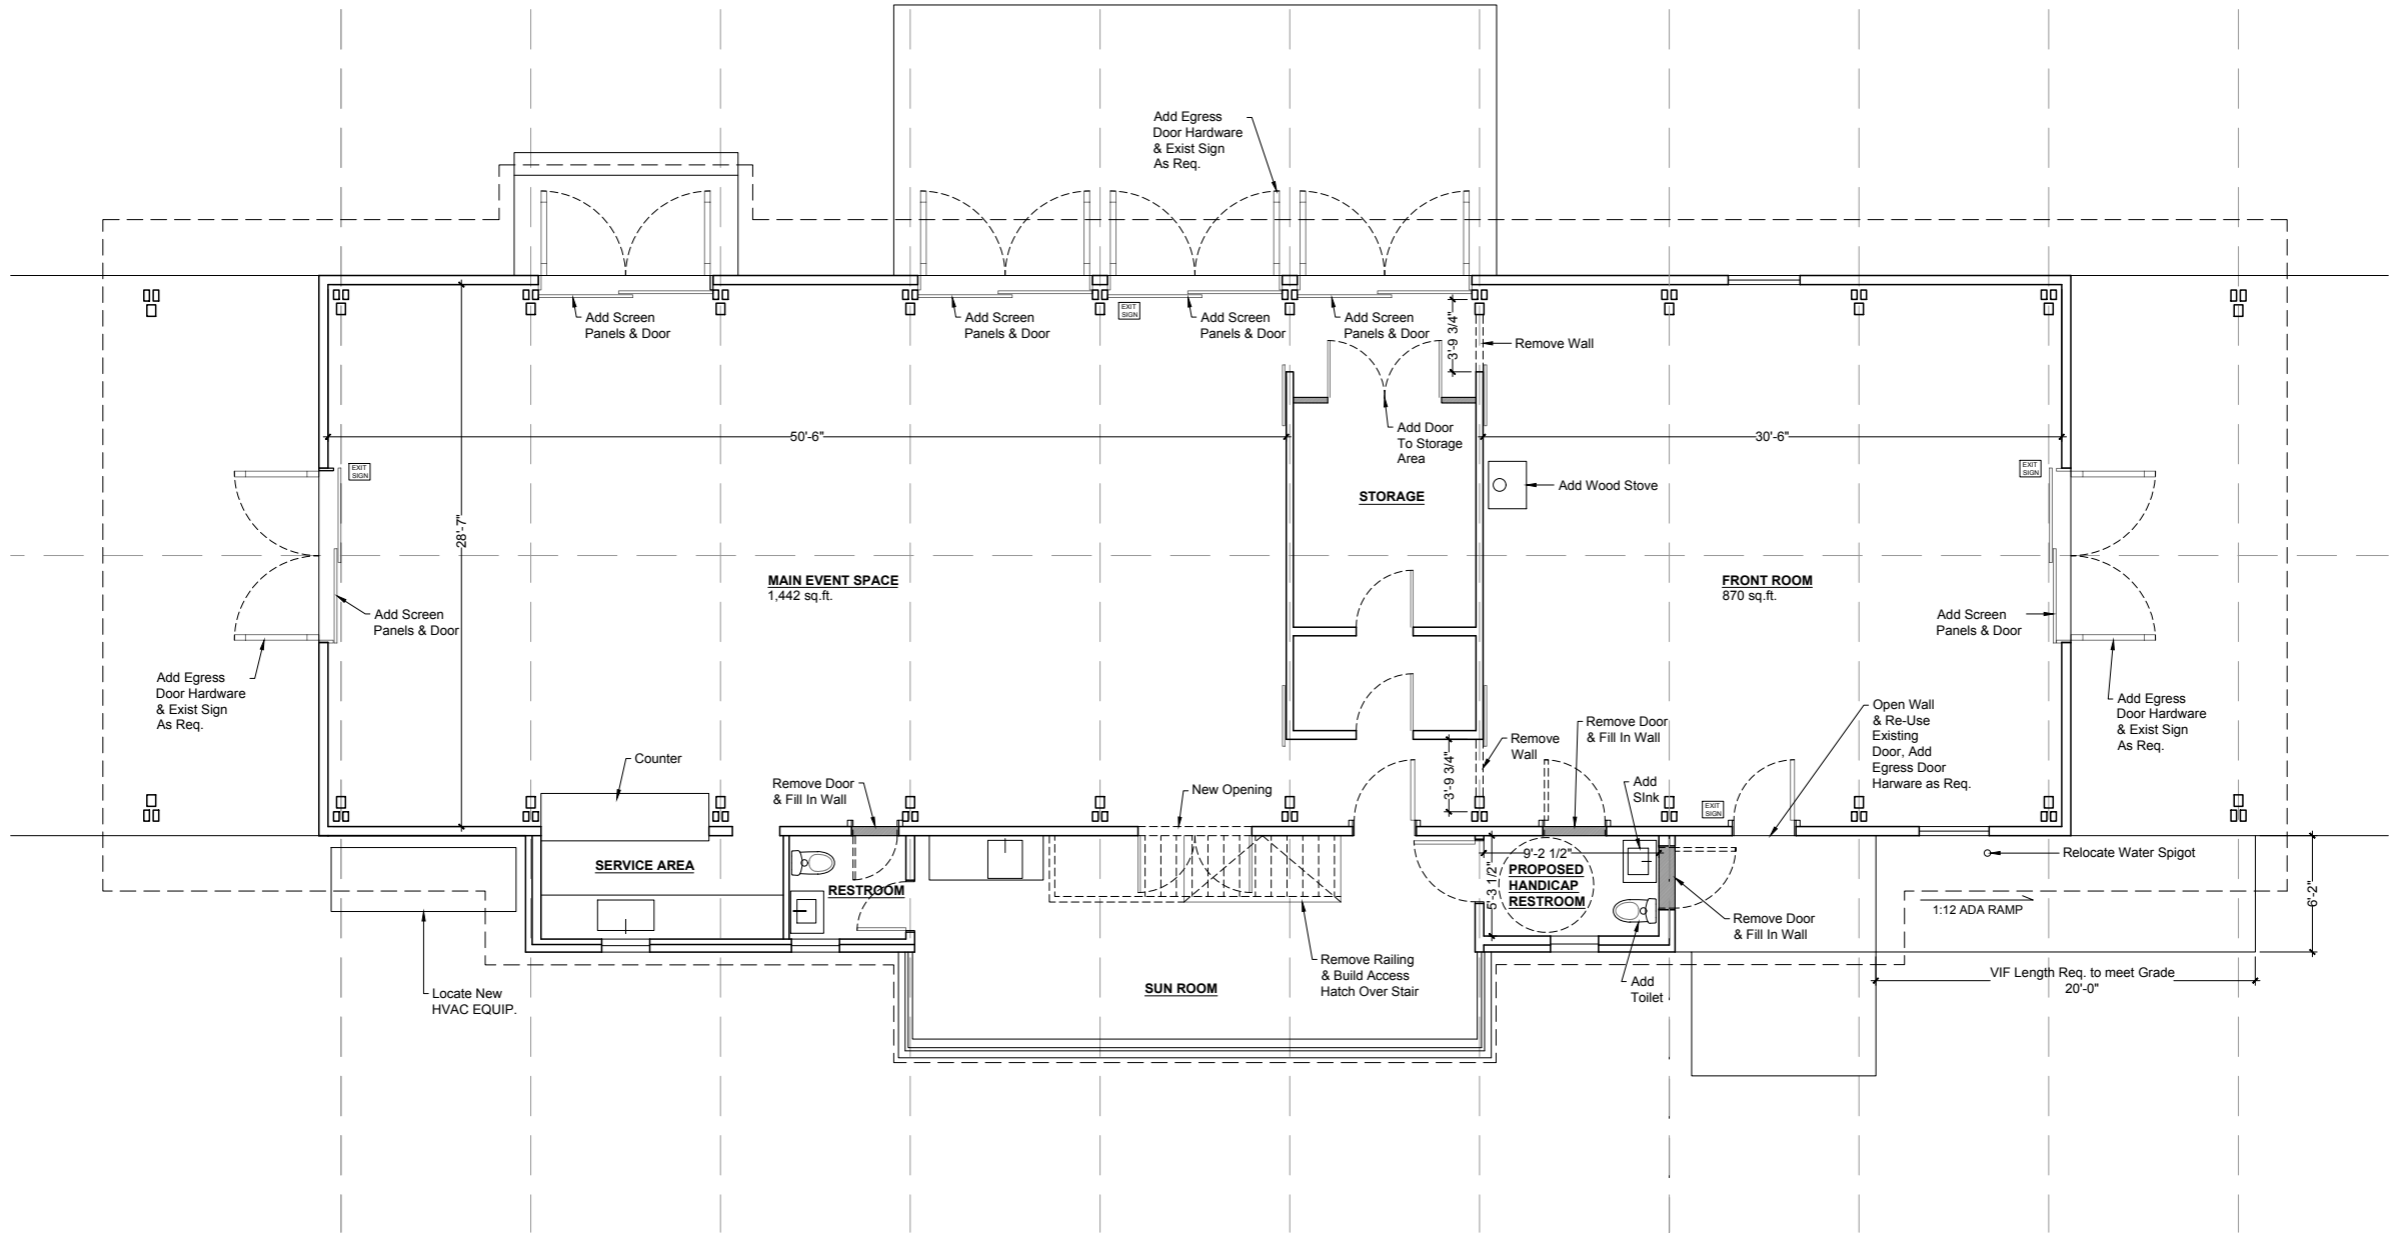 Add Egress
Door Hardware
& Exist Sign
As Req.
Add Screen
Panels & Door
Add Screen
Panels & Door
EXIT
SIGN
Add Screen
Panels & Door
Add Screen
Panels & Door
3'-9 3/4"
Remove Wall
50'-6"
30'-6"
Add Door
To Storage
Area
EXIT
SIGN
EXIT
SIGN
STORAGE
Add Wood Stove
28'-7"
MAIN EVENT SPACE
1,442 sq.ft.
FRONT ROOM
870 sq.ft.
Add Screen
Panels & Door
Add Screen
Panels & Door
Add Egress
Door Hardware
& Exist Sign
As Req.
Add Egress
Door Hardware
& Exist Sign
As Req.
Open Wall
& Re-Use
Existing
Door, Add
Egress Door
Harware as Req.
Remove Door
& Fill In Wall
Remove
Wall
3'-9 3/4"
Counter
Remove Door
& Fill In Wall
New Opening
Add
SInk
EXIT
SIGN
SERVICE AREA
RESTROOM
9'-2 1/2"
5'-3 1/2"
PROPOSED
HANDICAP
RESTROOM
Relocate Water Spigot
1:12 ADA RAMP
6'-2"
Remove Door
& Fill In Wall
Remove Railing
& Build Access
Hatch Over Stair
SUN ROOM
Add
Toilet
VIF Length Req. to meet Grade
20'-0"
Locate New
HVAC EQUIP.